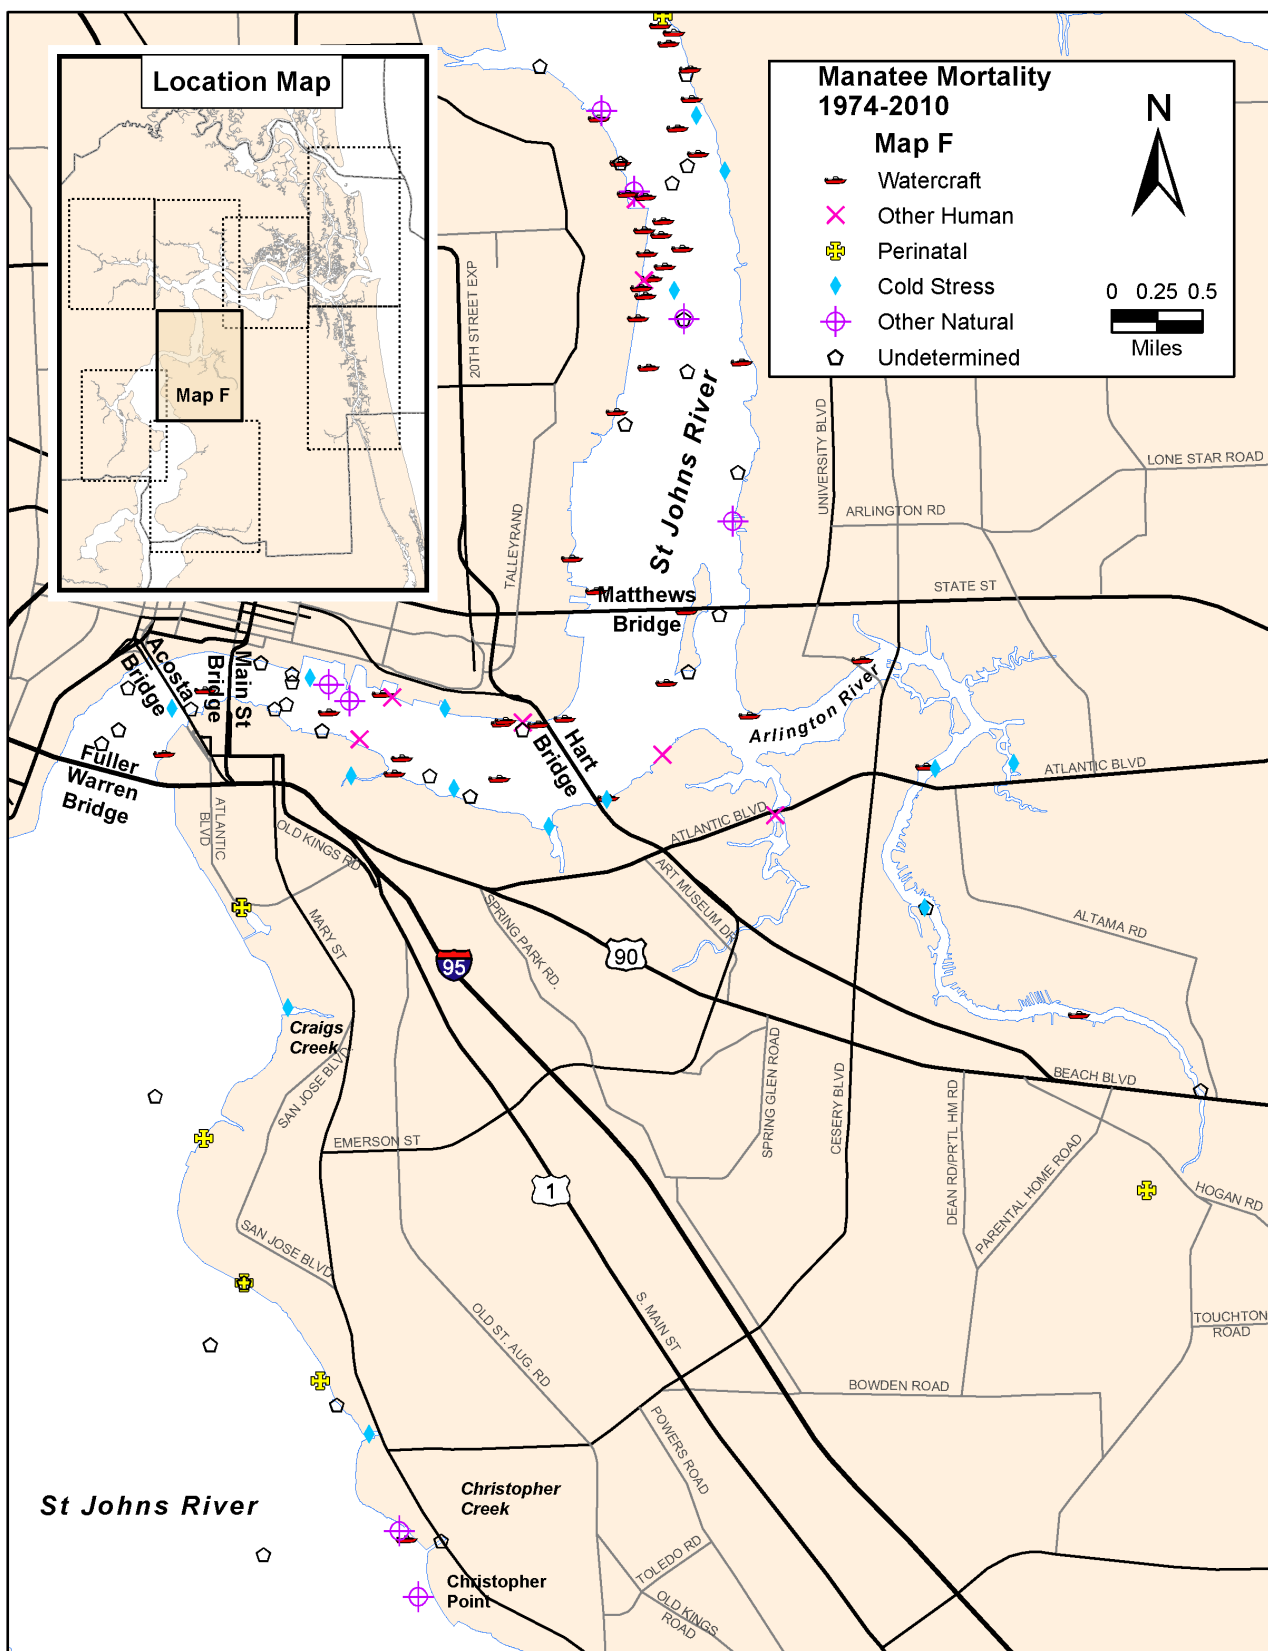 Location Map
Map F
Manatee Mortality
1974-2010
Map F
Watercraft
Other Human
Perinatal
Cold Stress
Other Natural
Undetermined
N
0 0.25 0.5
Miles
20TH STREET EXP
TALLEYRAND
St Johns River
UNIVERSITY BLVD
LONE STAR ROAD
ARLINGTON RD
STATE ST
Matthews
Bridge
Acosta
Bridge
Main St
Bridge
Hart
Bridge
Arlington River
Fuller
Warren
Bridge
ATLANTIC BLVD
ATLANTIC
BLVD
OLD KINGS RD
ATLANTIC BLVD
ART MUSEUM DR
MARY ST
SPRING PARK RD.
95
90
ALTAMA RD
Craigs
Creek
SAN JOSE BLVD
SPRING GLEN ROAD
CESERY BLVD
BEACH BLVD
DEAN RD/PR'TL HM RD
PARENTAL HOME ROAD
EMERSON ST
1
HOGAN RD
SAN JOSE BLVD
OLD ST. AUG. RD
S. MAIN ST
TOUCHTON
ROAD
BOWDEN ROAD
POWERS ROAD
St Johns River
Christopher
Creek
TOLEDO RD
Christopher
Point
OLD KINGS
ROAD